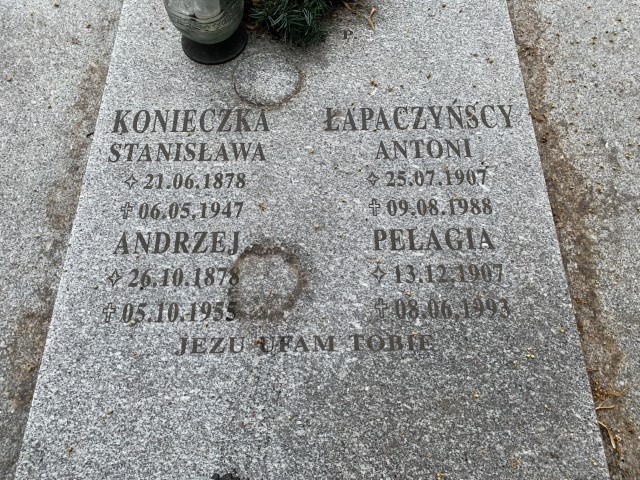 P.
KONIECZKA
STANISŁAWA
✧ 21.06.1878
✝ 06.05.1947
ANDRZEJ
✧ 26.10.1878
✝ 05.10.1955
ŁAPACZYŃSCY
ANTONI
✧ 25.07.1907
✝ 09.08.1988
PELAGIA
✧ 13.12.1907
✝ 08.06.1993
JEZU UFAM TOBIE